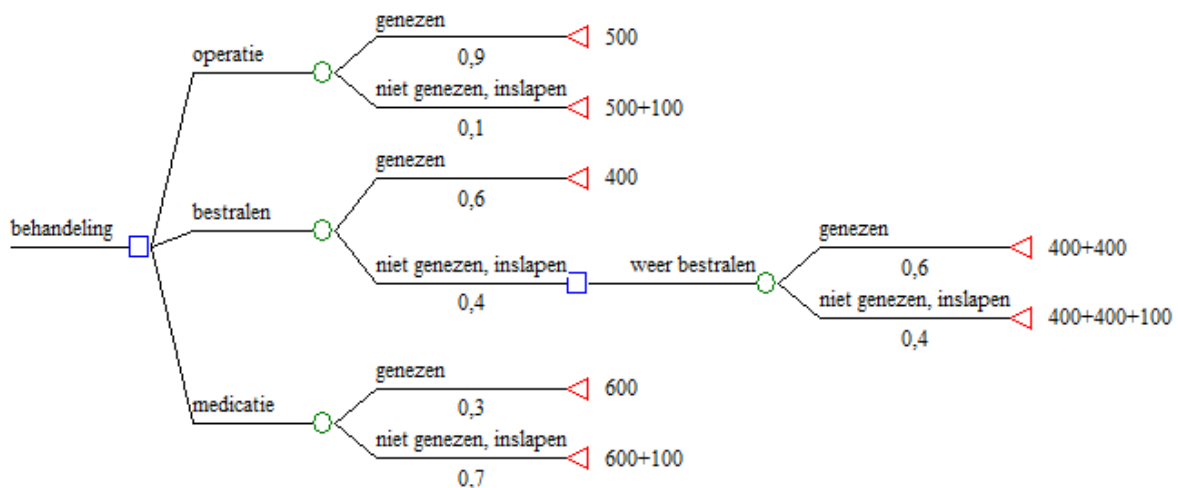 behandeling
operatie
genezen
0,9
500
niet genezen, inslapen
0,1
500+100
bestralen
genezen
0,6
400
niet genezen, inslapen
0,4
weer bestralen
genezen
0,6
400+400
niet genezen, inslapen
0,4
400+400+100
medicatie
genezen
0,3
600
niet genezen, inslapen
0,7
600+100